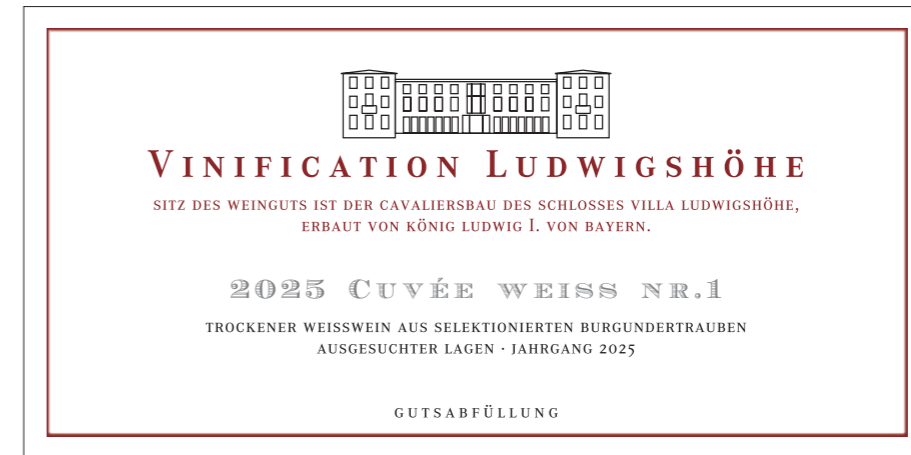 Vinification Ludwigshöhe
sitz des weinguts ist der cavaliersbau des schlosses villa ludwigshöhe,
erbaut von könig ludwig I. von bayern.
2025 Cuvée weiss nr.1
trockener weisswein aus selektionierten burgundertrauben
ausgesuchter lagen · jahrgang 2025
gutsabfüllung